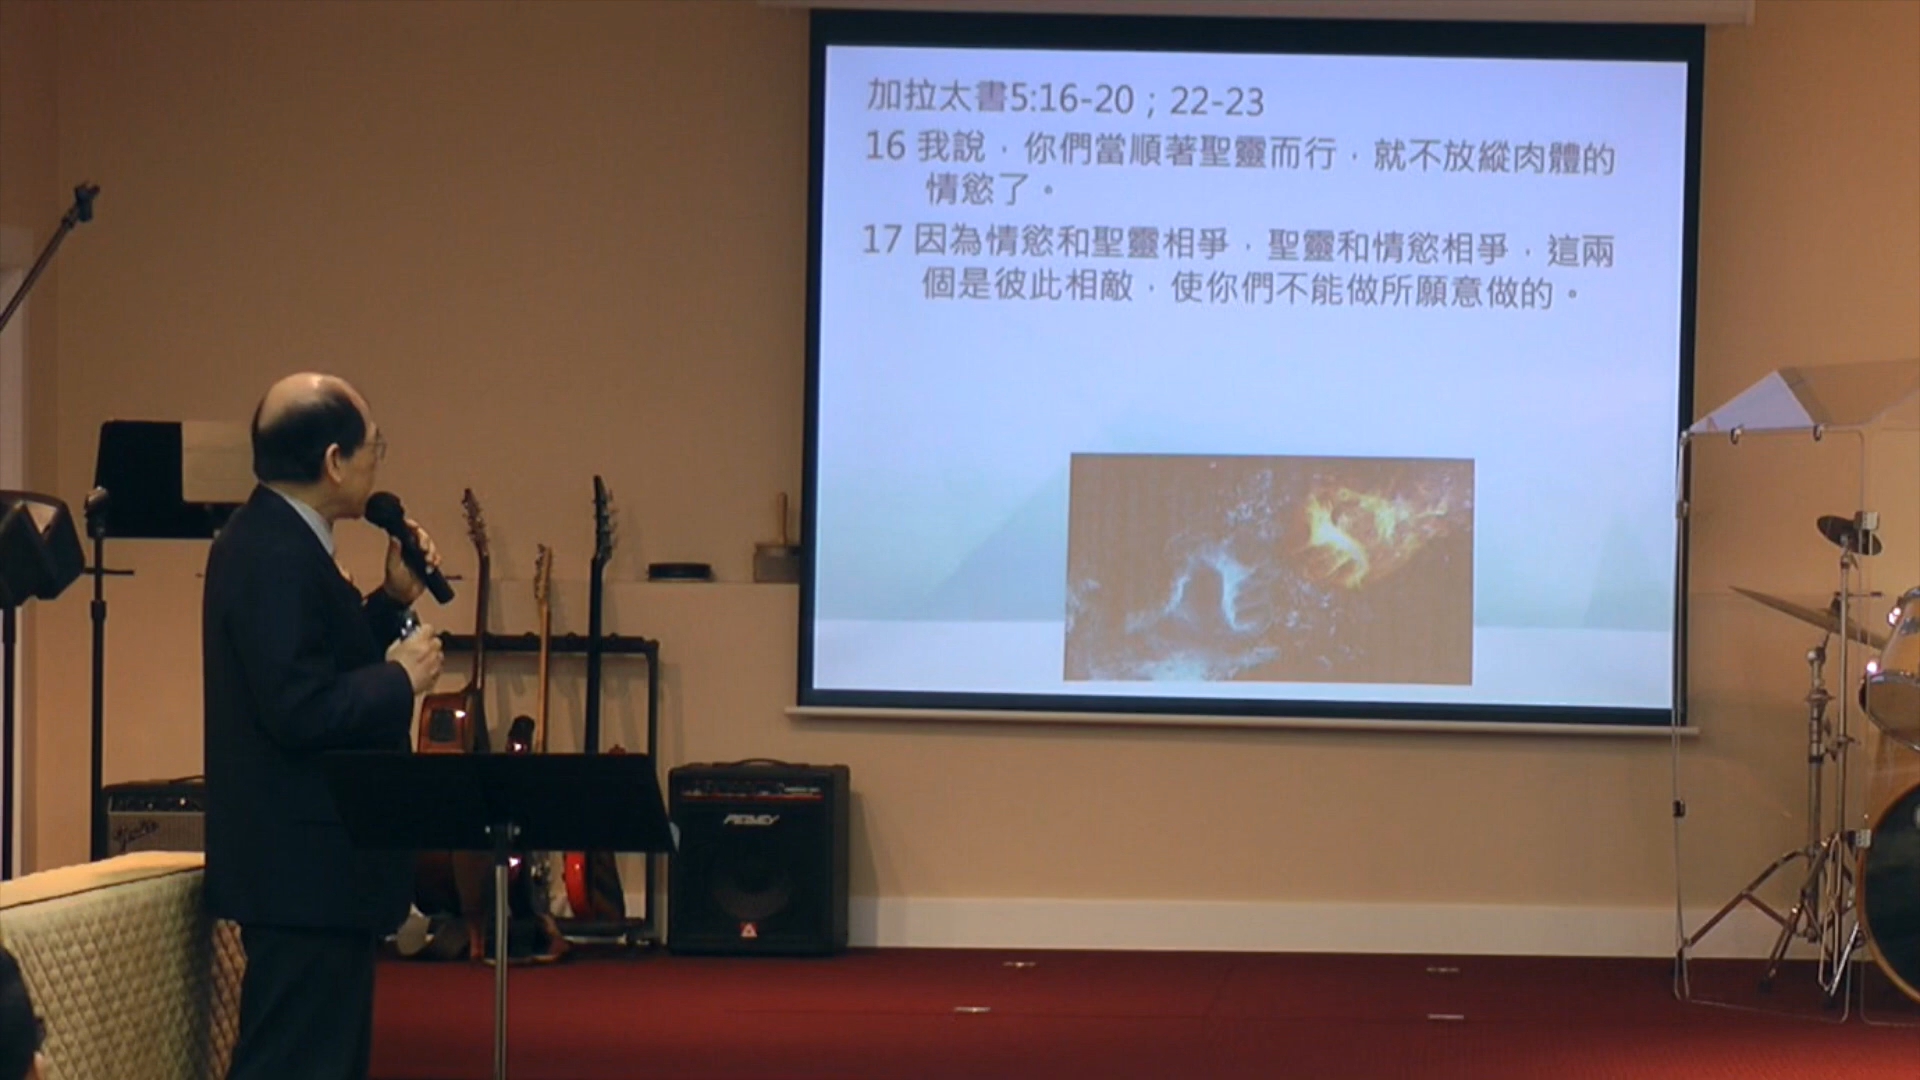 加拉太書5:16-20；22-23
16 我說，你們當順著聖靈而行，就不放縱肉體的
情慾了。
17 因為情慾和聖靈相爭，聖靈和情慾相爭，這兩
個是彼此相敵，使你們不能做所願意做的。
PEAVEY
Fender